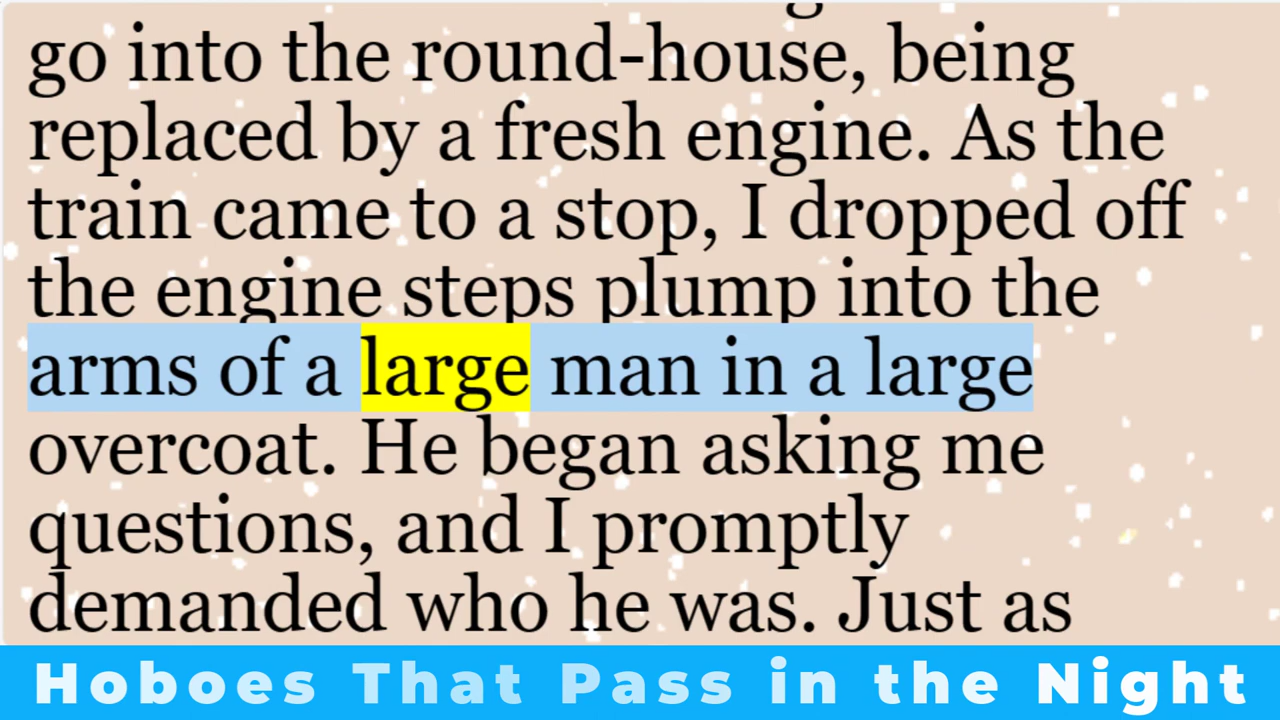 go into the round-house, being
replaced by a fresh engine. As the
train came to a stop, I dropped off
the engine steps plump into the
arms of a large man in a large
overcoat. He began asking me
questions, and I promptly
demanded who he was. Just as
Hoboes That Pass in the Night